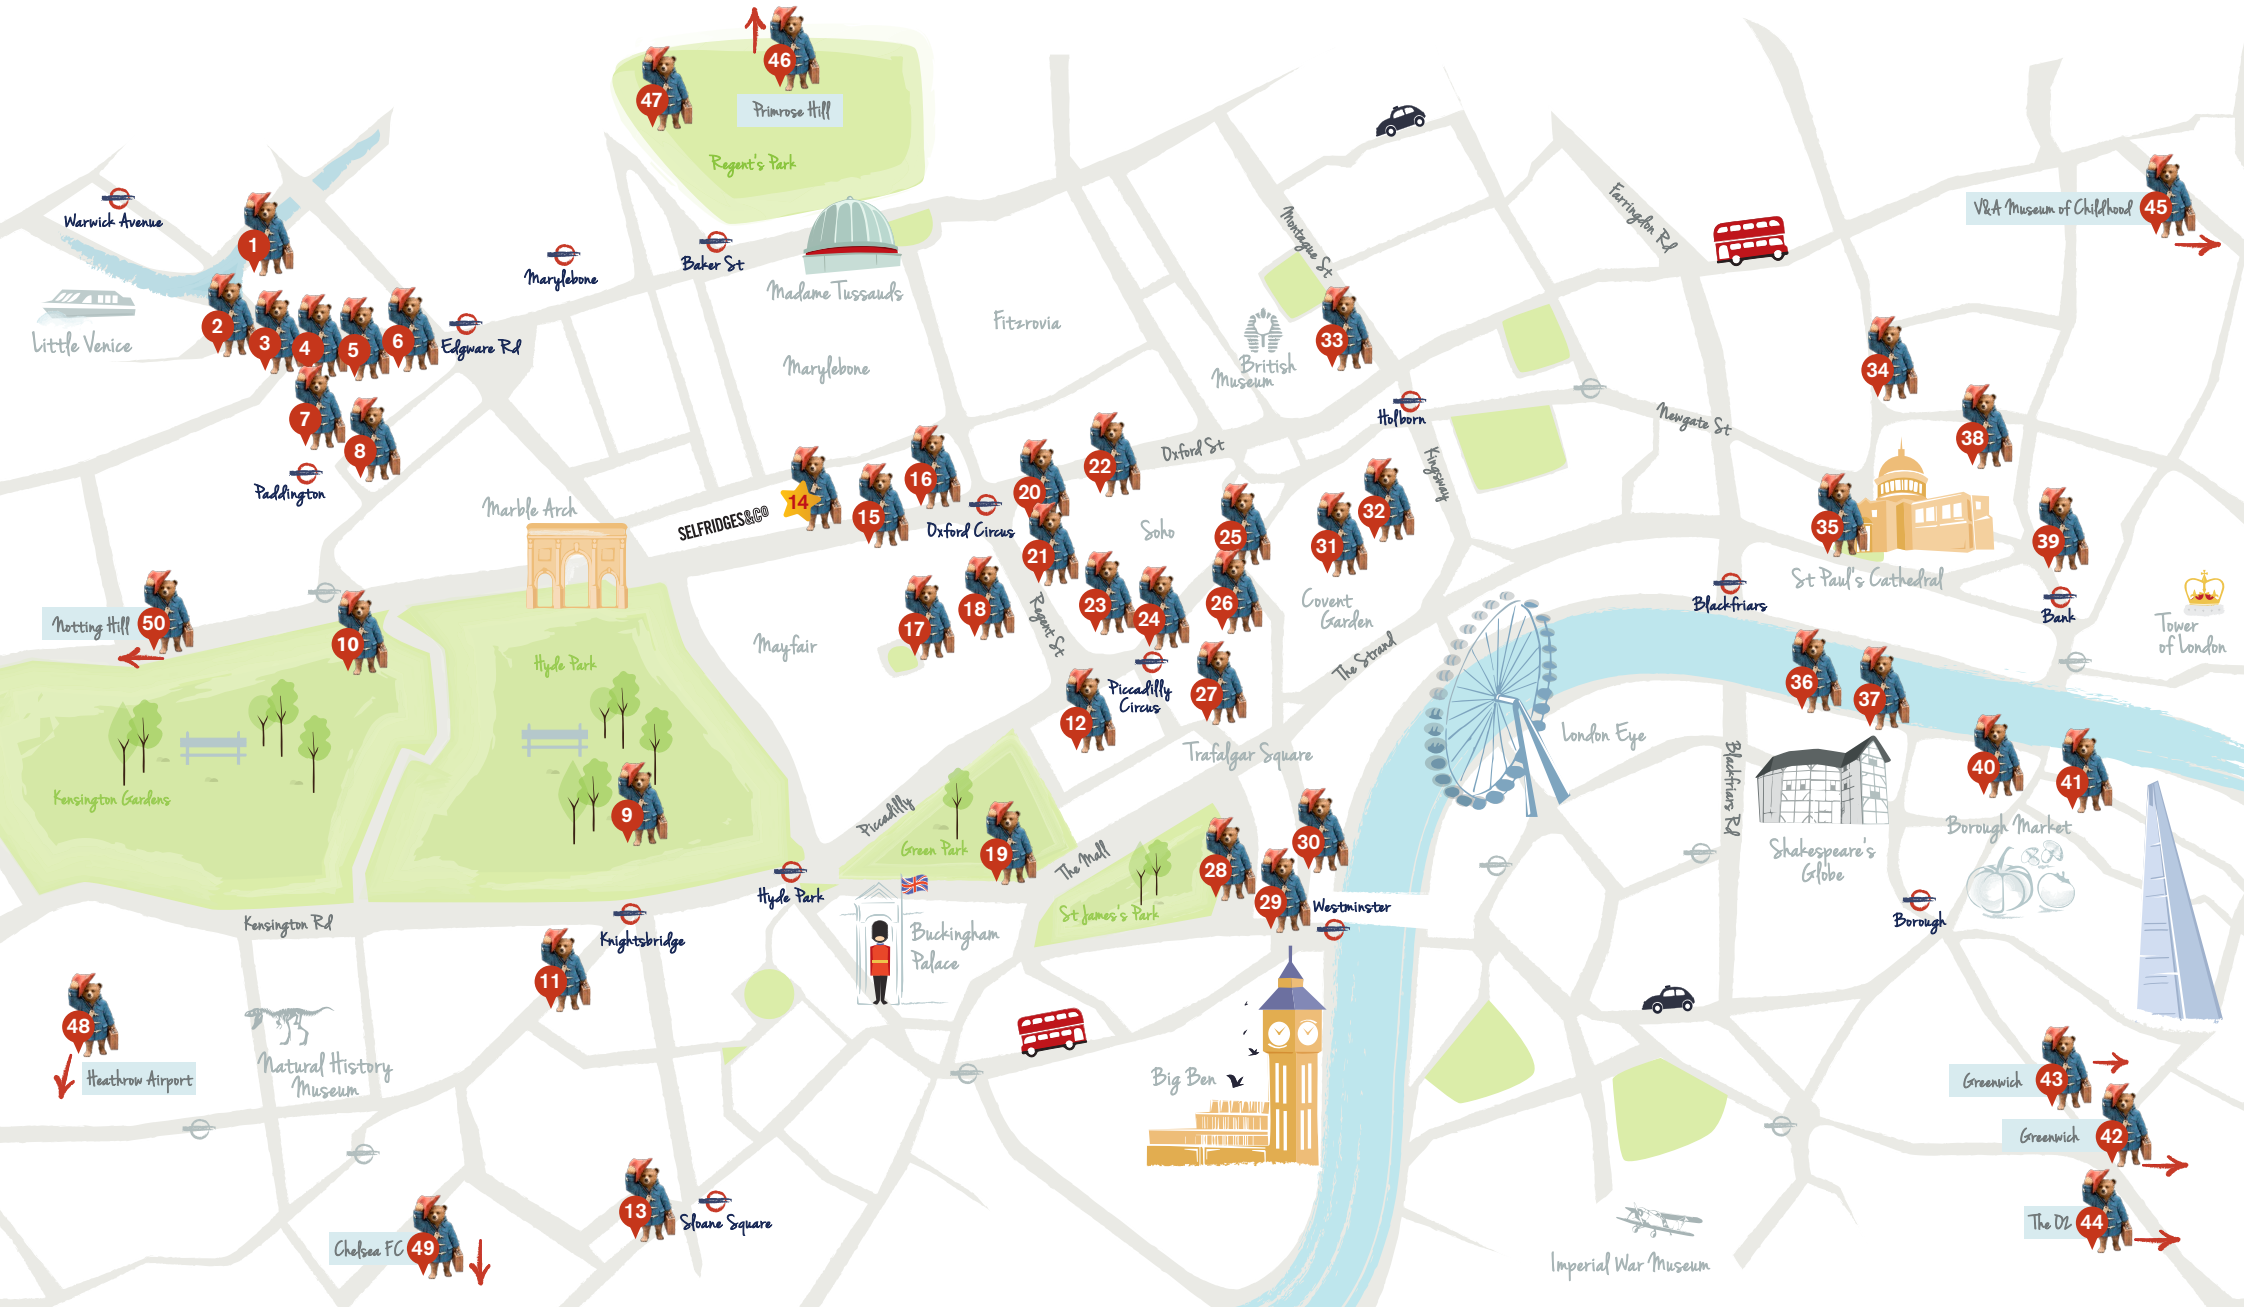 46
47
Primrose Hill
Regent's Park
Warwick Avenue
1
Marylebone
Baker St
Madame Tussauds
Fitzrovia
Marylebone
Montague St
Farringdon Rd
V&A Museum of Childhood
45
Little Venice
2
3
4
5
6
Edgware Rd
7
8
Paddington
British
Museum
33
Holborn
34
Newgate St
38
Marble Arch
SELFRIDGES&CO
14
15
16
Oxford Circus
20
21
22
Oxford St
Soho
25
26
31
32
Kingsway
35
St Paul's Cathedral
39
Bank
Blackfriars
Tower
of London
Notting Hill
50
10
Hyde Park
Mayfair
17
18
Regent St
23
24
Covent
Garden
The Strand
Piccadilly
Circus
12
27
Trafalgar Square
London Eye
36
37
Blackfriars Rd
Shakespeare's
Globe
40
41
Borough Market
Borough
Kensington Gardens
9
Piccadilly
Green Park
19
The Mall
St James's Park
28
29
30
Westminster
Hyde Park
Kensington Rd
Knightsbridge
11
Buckingham
Palace
48
Heathrow Airport
Natural History
Museum
Big Ben
Greenwich
43
Greenwich
42
The O2
44
Chelsea FC
49
13
Sloane Square
Imperial War Museum